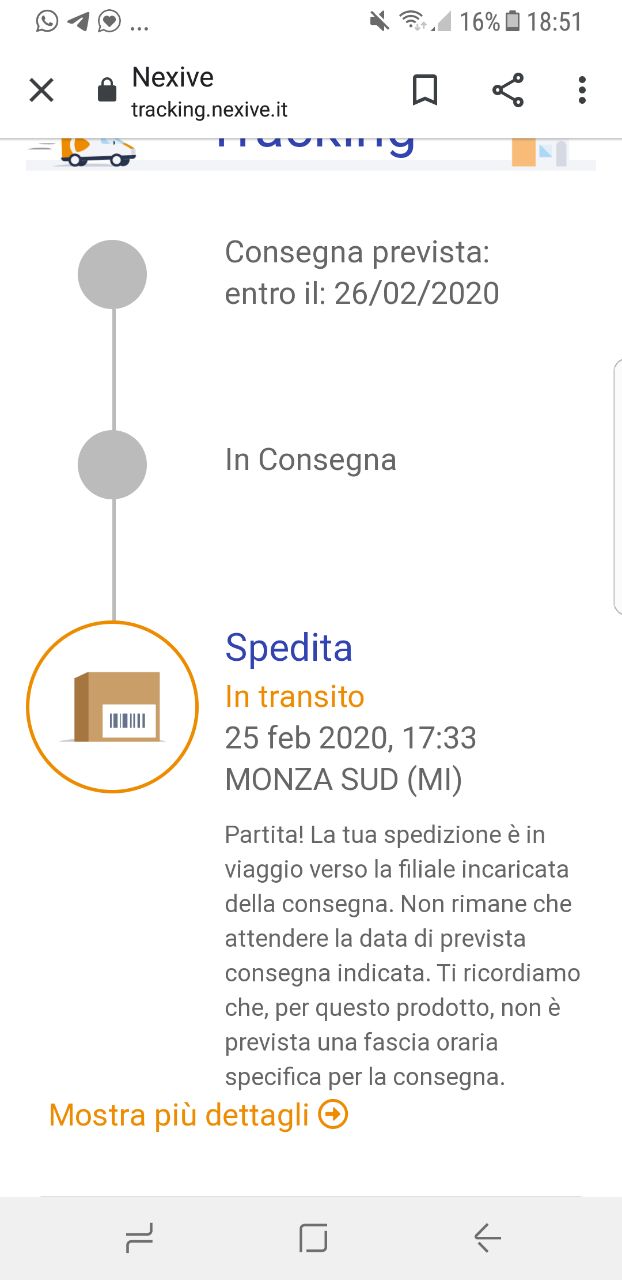 ... 16% 18:51
Nexive
tracking.nexive.it
Tracking
Consegna prevista:
entro il: 26/02/2020
In Consegna
Spedita
In transito
25 feb 2020, 17:33
MONZA SUD (MI)
Partita! La tua spedizione è in
viaggio verso la filiale incaricata
della consegna. Non rimane che
attendere la data di prevista
consegna indicata. Ti ricordiamo
che, per questo prodotto, non è
prevista una fascia oraria
specifica per la consegna.
Mostra più dettagli